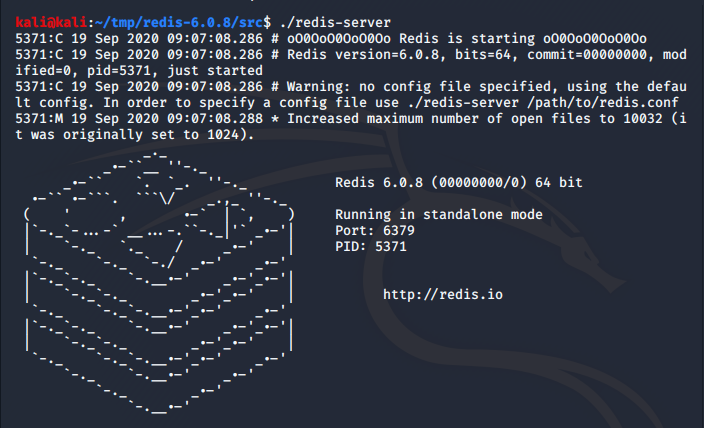 kali@kali:~/tmp/redis-6.0.8/src$ ./redis-server
5371:C 19 Sep 2020 09:07:08.286 # oO0OoO0OoO0Oo Redis is starting oO0OoO0OoO0Oo
5371:C 19 Sep 2020 09:07:08.286 # Redis version=6.0.8, bits=64, commit=00000000, mod
ified=0, pid=5371, just started
5371:C 19 Sep 2020 09:07:08.286 # Warning: no config file specified, using the defau
lt config. In order to specify a config file use ./redis-server /path/to/redis.conf
5371:M 19 Sep 2020 09:07:08.288 * Increased maximum number of open files to 10032 (i
t was originally set to 1024).
Redis 6.0.8 (00000000/0) 64 bit
Running in standalone mode
Port: 6379
PID: 5371
http://redis.io